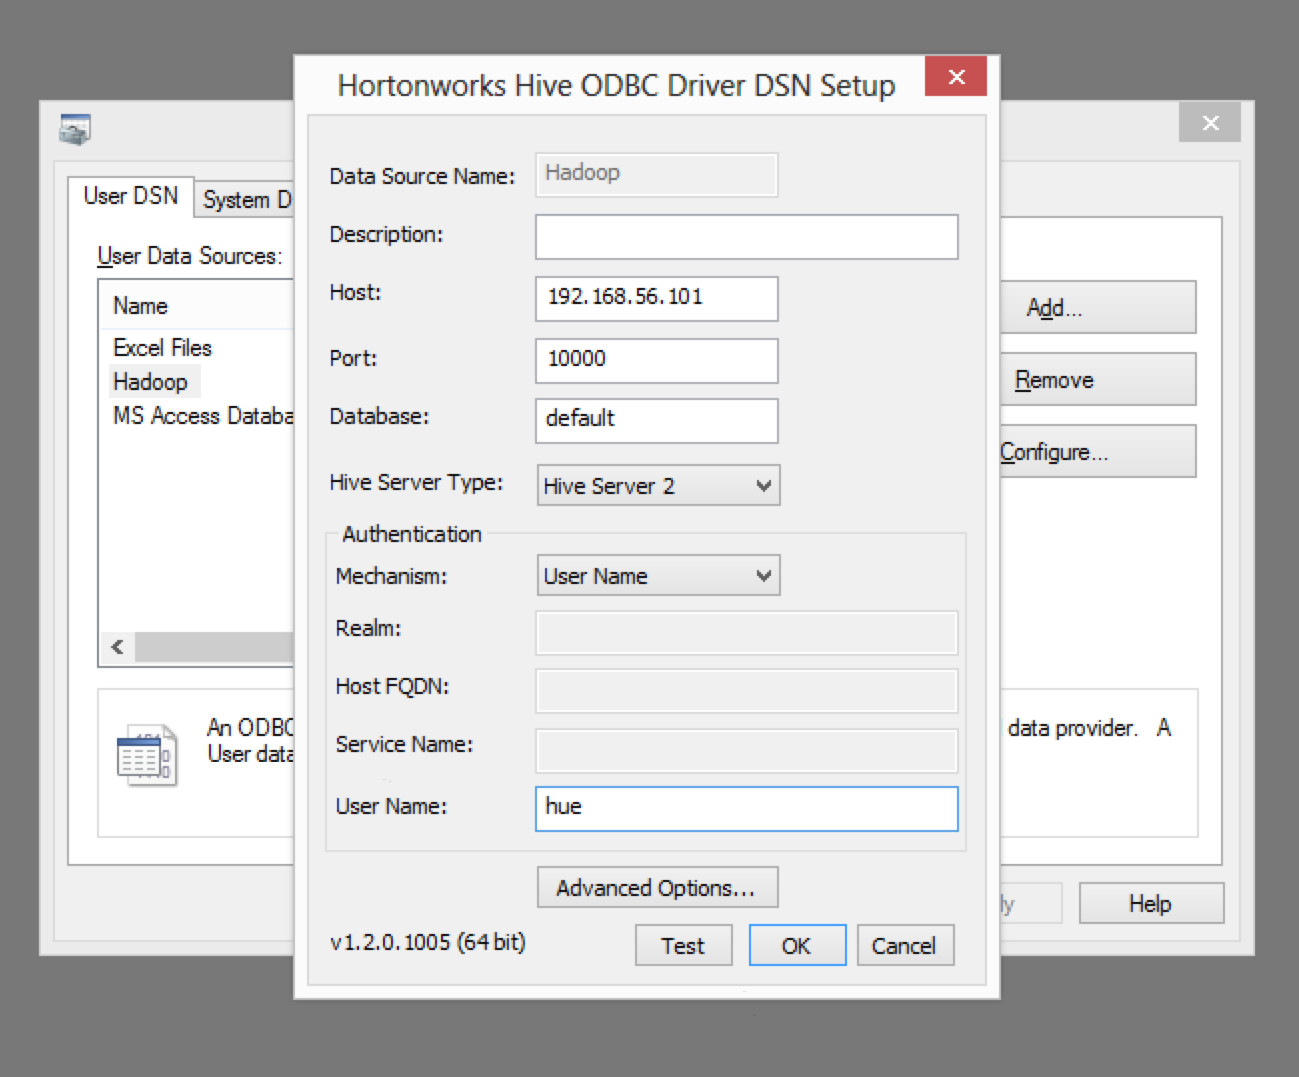 Hortonworks Hive ODBC Driver DSN Setup
User DSN
System D
User Data Sources:
Name
Excel Files
Hadoop
MS Access Databa
An ODBC
User data
Data Source Name: Hadoop
Description:
Host: 192.168.56.101
Port: 10000
Database: default
Hive Server Type: Hive Server 2
Authentication
Mechanism: User Name
Realm:
Host FQDN:
Service Name:
User Name: hue
Advanced Options...
v1.2.0.1005 (64 bit)
Test
OK
Cancel
Add...
Remove
Configure...
data provider. A
ly
Help